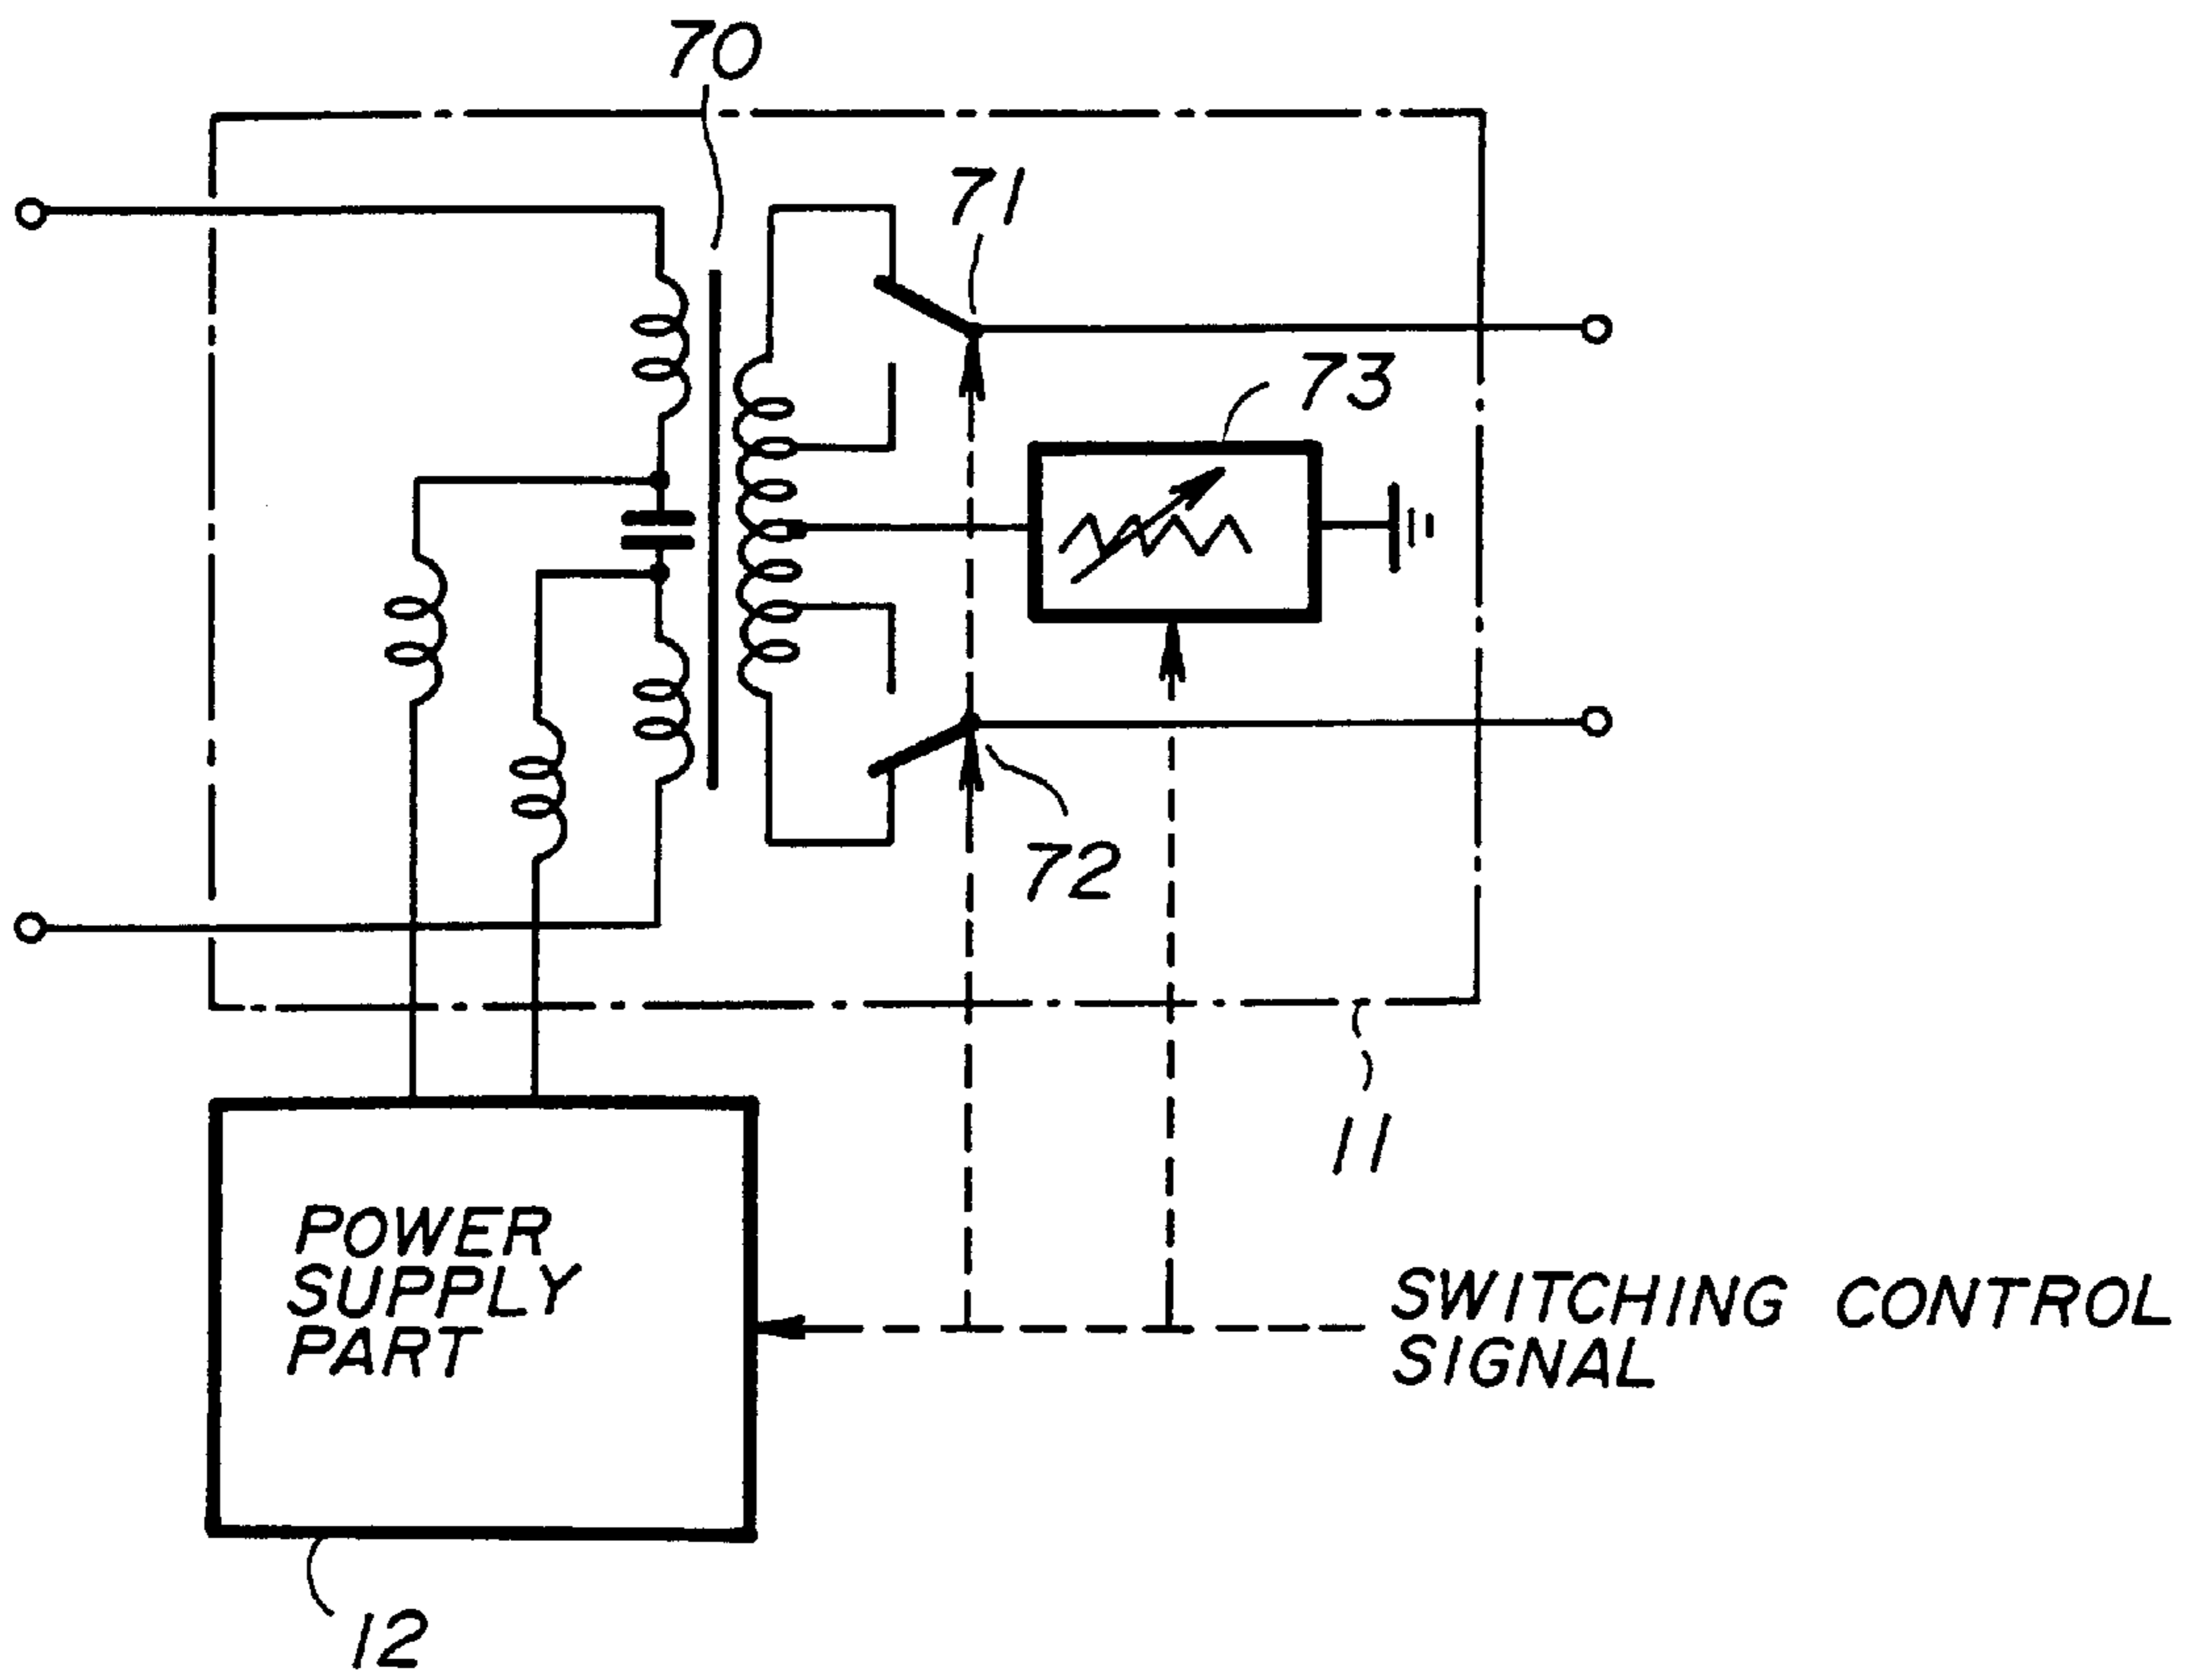 70
71
73
72
11
POWER
SUPPLY
PART
SWITCHING CONTROL
SIGNAL
12